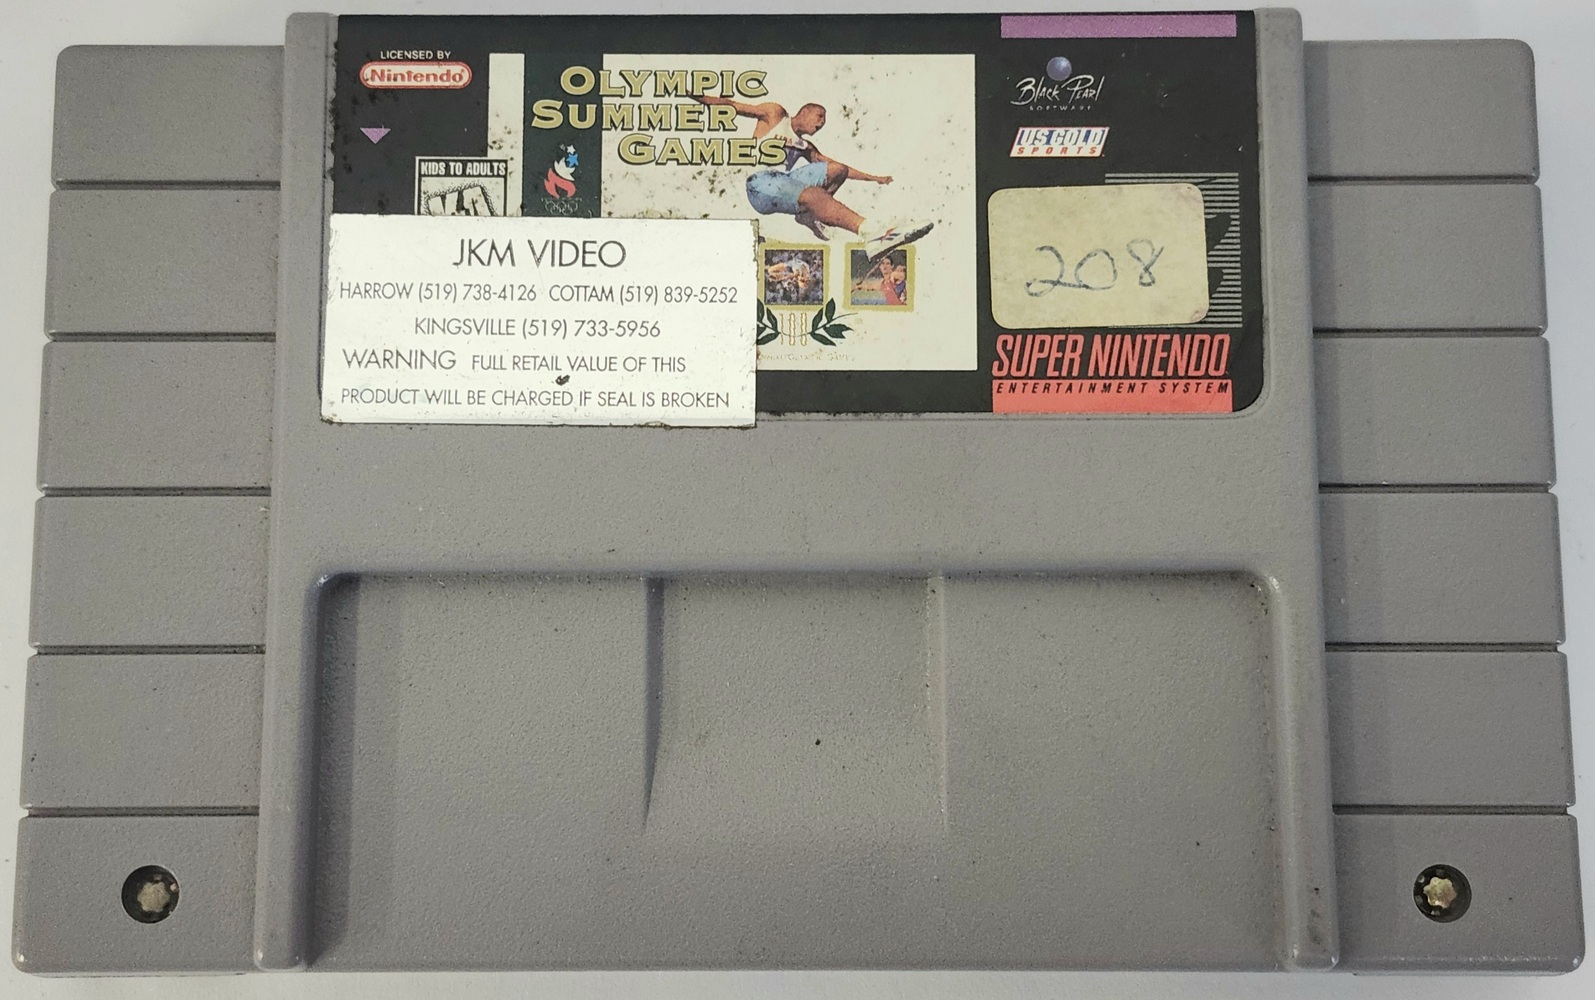 LICENSED BY
Nintendo
OLYMPIC
SUMMER
GAMES
KIDS TO ADULTS
Black Pearl
SOFTWARE
US GOLD
SPORTS
208
SUPER NINTENDO
ENTERTAINMENT SYSTEM
JKM VIDEO
HARROW (519) 738-4126 COTTAM (519) 839-5252
KINGSVILLE (519) 733-5956
WARNING FULL RETAIL VALUE OF THIS
PRODUCT WILL BE CHARGED IF SEAL IS BROKEN